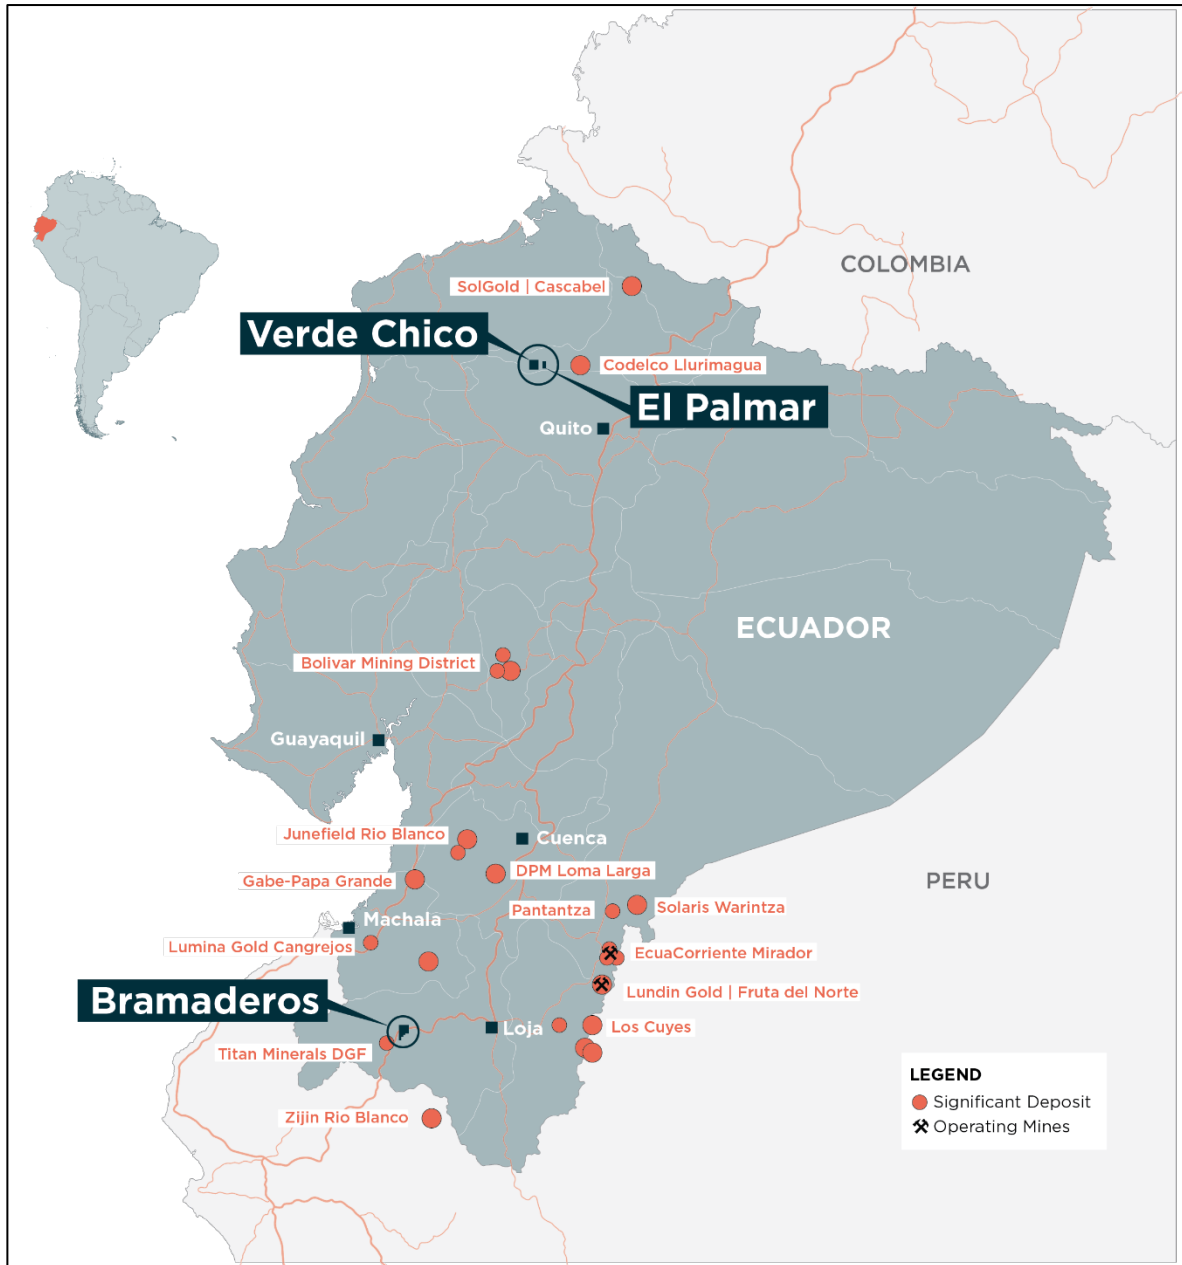 COLOMBIA
SolGold | Cascabel
Verde Chico
Codelco Llurimagua
El Palmar
Quito
ECUADOR
Bolivar Mining District
Guayaquil
Junefield Rio Blanco
Cuenca
DPM Loma Larga
Gabe-Papa Grande
PERU
Pantantza
Solaris Warintza
Machala
Lumina Gold Cangrejos
EcuaCorriente Mirador
Lundin Gold | Fruta del Norte
Bramaderos
Loja
Los Cuyes
Titan Minerals DGF
Zijin Rio Blanco
LEGEND
Significant Deposit
Operating Mines